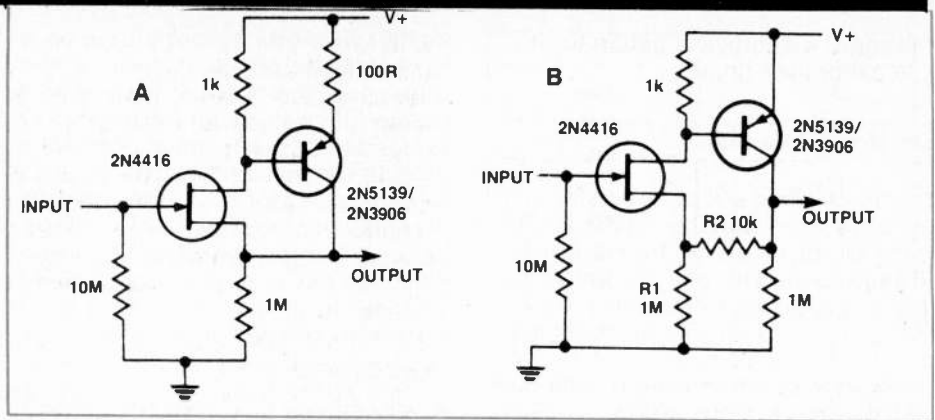 A
V+
1k
100R
2N4416
INPUT
2N5139/
2N3906
OUTPUT
10M
1M
B
V+
1k
2N5139/
2N3906
2N4416
INPUT
OUTPUT
R2 10k
10M
R1
1M
1M